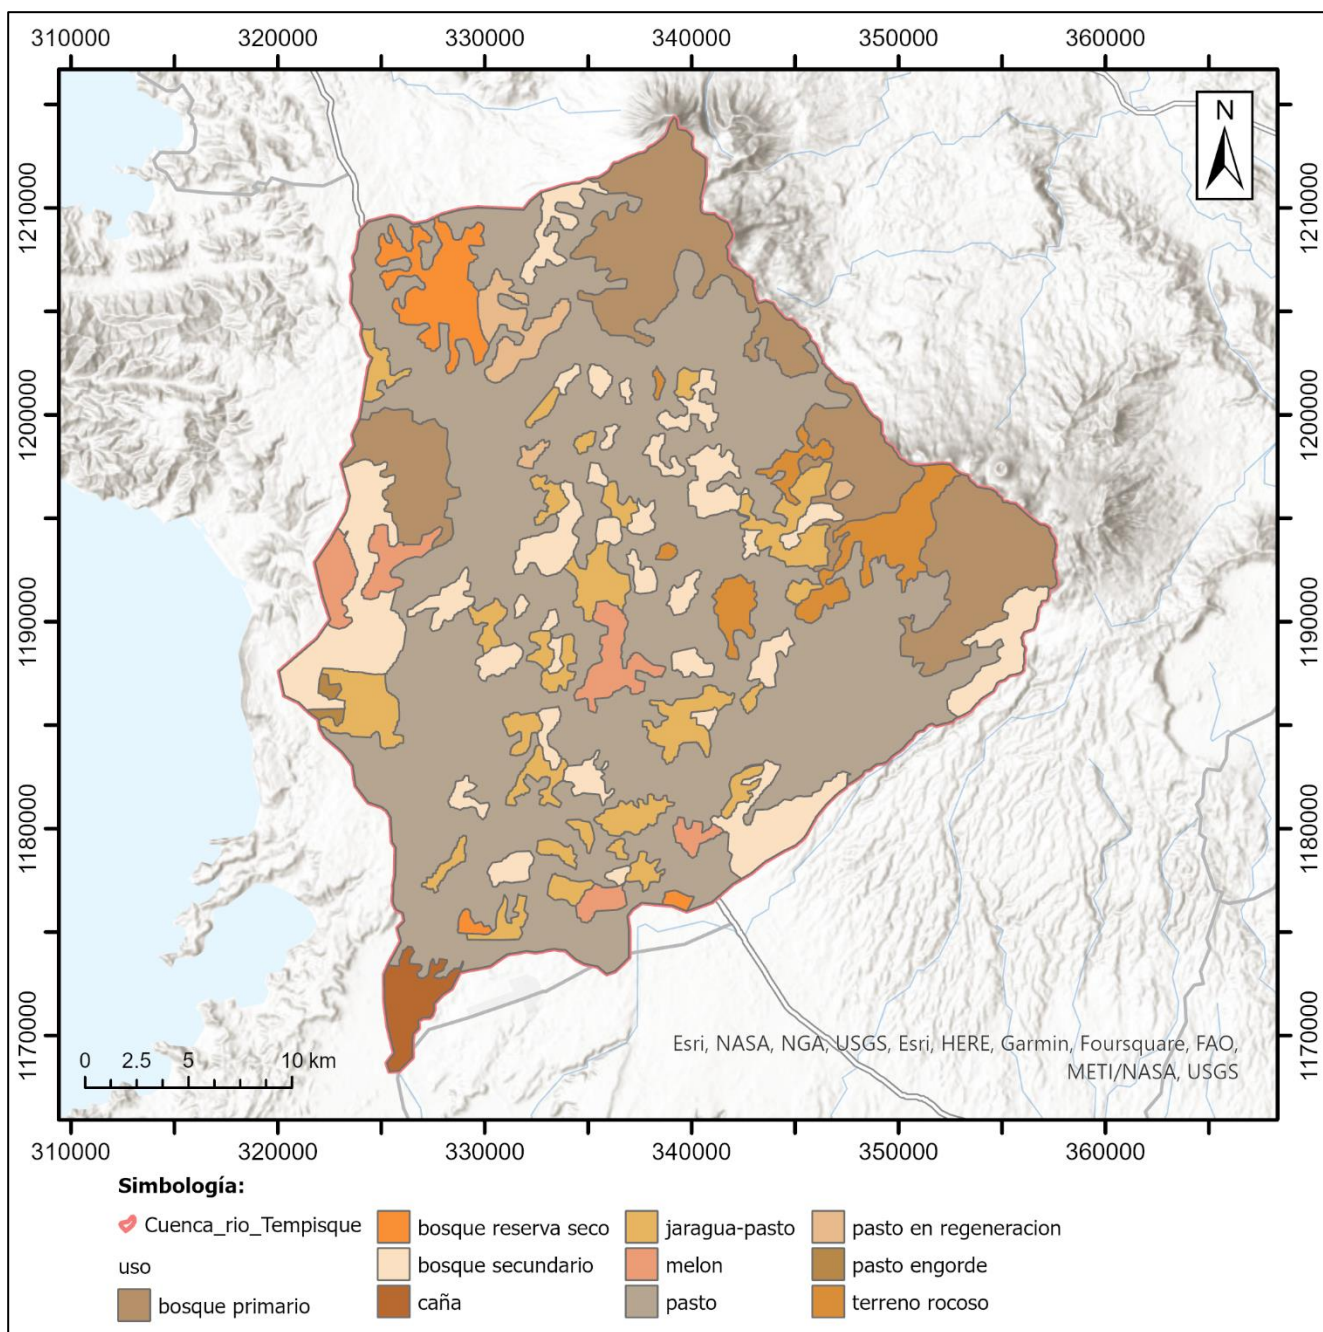 310000 320000 330000 340000 350000 360000
N
1210000 1210000
1200000 1200000
1190000 1190000
1180000 1180000
1170000 1170000
0 2.5 5 10 km
Esri, NASA, NGA, USGS, Esri, HERE, Garmin, Foursquare, FAO,
METI/NASA, USGS
310000 320000 330000 340000 350000 360000
Simbología:
Cuenca_rio_Tempisque
uso
bosque primario
bosque reserva seco
bosque secundario
caña
jaragua-pasto
melon
pasto
pasto en regeneracion
pasto engorde
terreno rocoso